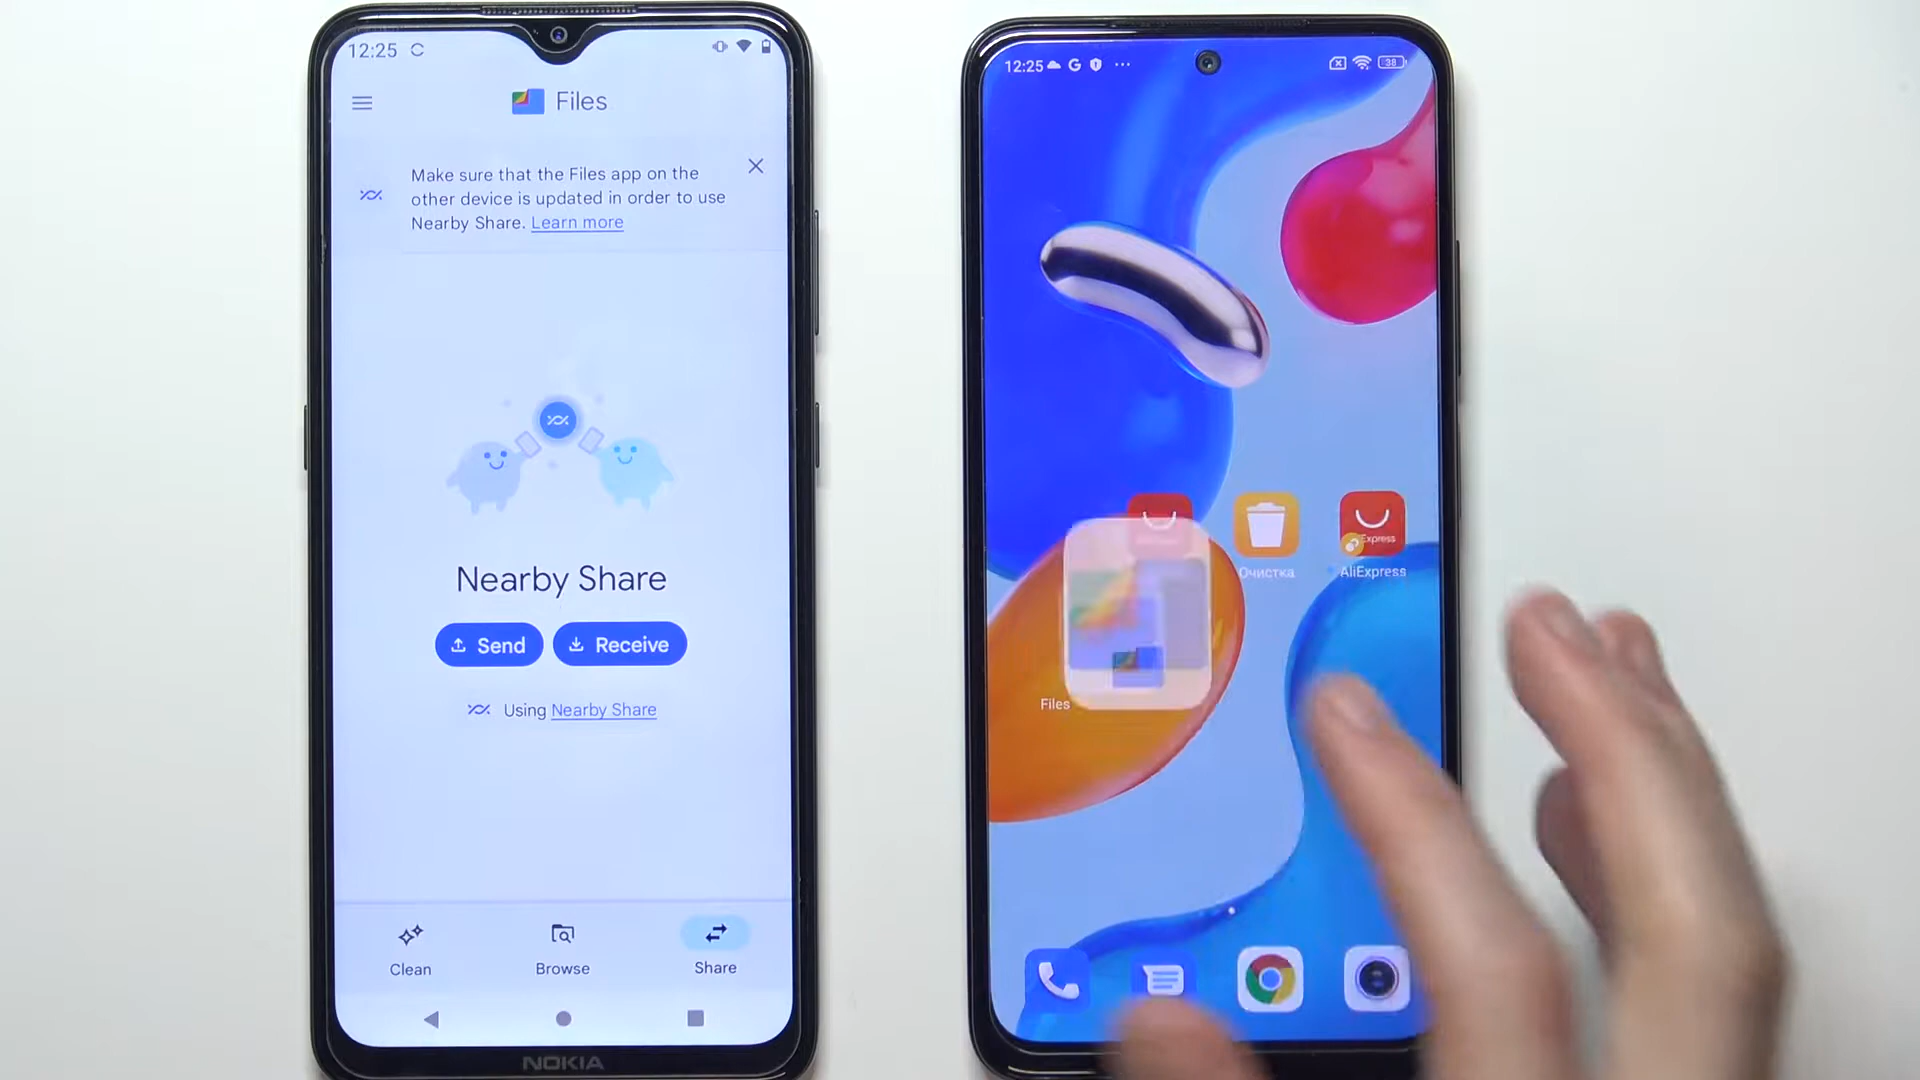 12:25
Files
Make sure that the Files app on the
other device is updated in order to use
Nearby Share. Learn more
Nearby Share
Send
Receive
Using Nearby Share
Clean
Browse
Share
NOKIA
12:25
38
Очистка
Express
AliExpress
Files